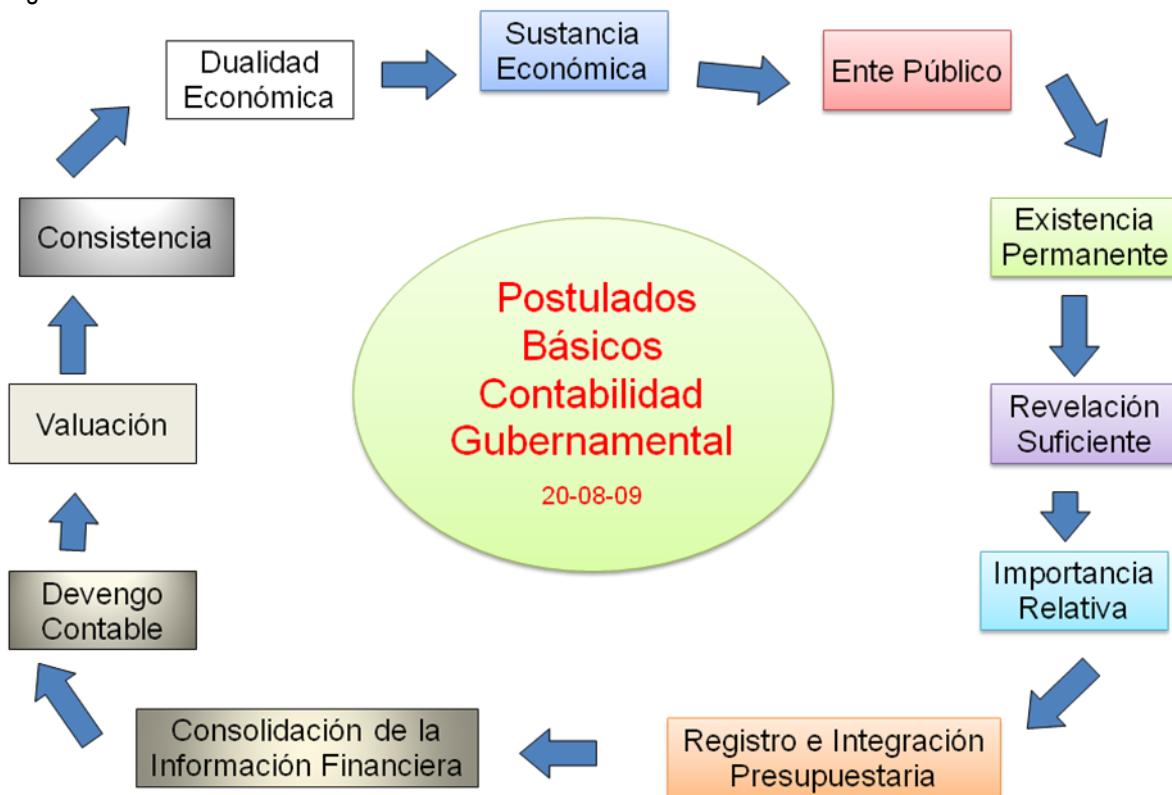 Dualidad
Económica
Sustancia
Económica
Ente Público
Existencia
Permanente
Revelación
Suficiente
Importancia
Relativa
Registro e Integración
Presupuestaria
Consolidación de la
Información Financiera
Devengo
Contable
Valuación
Consistencia
Postulados
Básicos
Contabilidad
Gubernamental
20-08-09